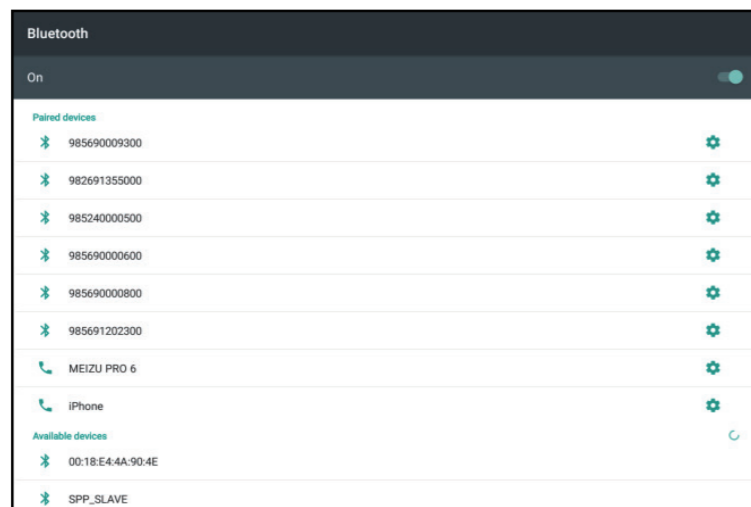 Bluetooth
On
Paired devices
985690009300
982691355000
985240000500
985690000600
985690000800
985691202300
MEIZU PRO 6
iPhone
Available devices
00:18:E4:4A:90:4E
SPP_SLAVE